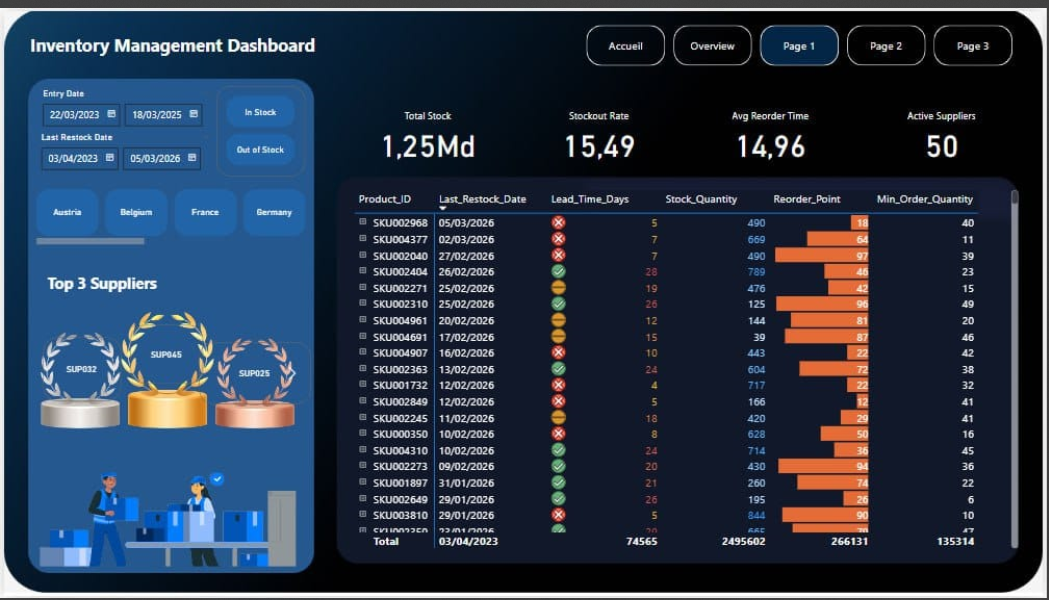 Inventory Management Dashboard
Accueil
Overview
Page 1
Page 2
Page 3
Entry Date
22/03/2023 18/03/2025
Last Restock Date
03/04/2023 05/03/2026
In Stock
Out of Stock
Austria
Belgium
France
Germany
Top 3 Suppliers
SUP032
SUP045
SUP025
Total Stock
1,25Md
Stockout Rate
15,49
Avg Reorder Time
14,96
Active Suppliers
50
Product_ID Last_Restock_Date Lead_Time_Days Stock_Quantity Reorder_Point Min_Order_Quantity
SKU002968 05/03/2026 5 490 18 40
SKU004377 02/03/2026 7 669 64 11
SKU002040 27/02/2026 7 490 97 39
SKU002404 26/02/2026 28 789 46 23
SKU002271 25/02/2026 19 476 42 15
SKU002310 25/02/2026 26 125 96 49
SKU004961 20/02/2026 12 144 81 20
SKU004691 17/02/2026 15 39 87 46
SKU004907 16/02/2026 10 443 22 42
SKU002363 13/02/2026 24 604 72 38
SKU001732 12/02/2026 4 717 22 32
SKU002849 12/02/2026 5 166 12 41
SKU002245 11/02/2026 18 420 29 41
SKU000350 10/02/2026 8 628 50 16
SKU004310 10/02/2026 24 714 36 45
SKU002273 09/02/2026 20 430 94 36
SKU001897 31/01/2026 21 260 74 22
SKU002649 29/01/2026 26 195 26 6
SKU003810 29/01/2026 5 844 90 10
Total 03/04/2023 74565 2495602 266131 135314